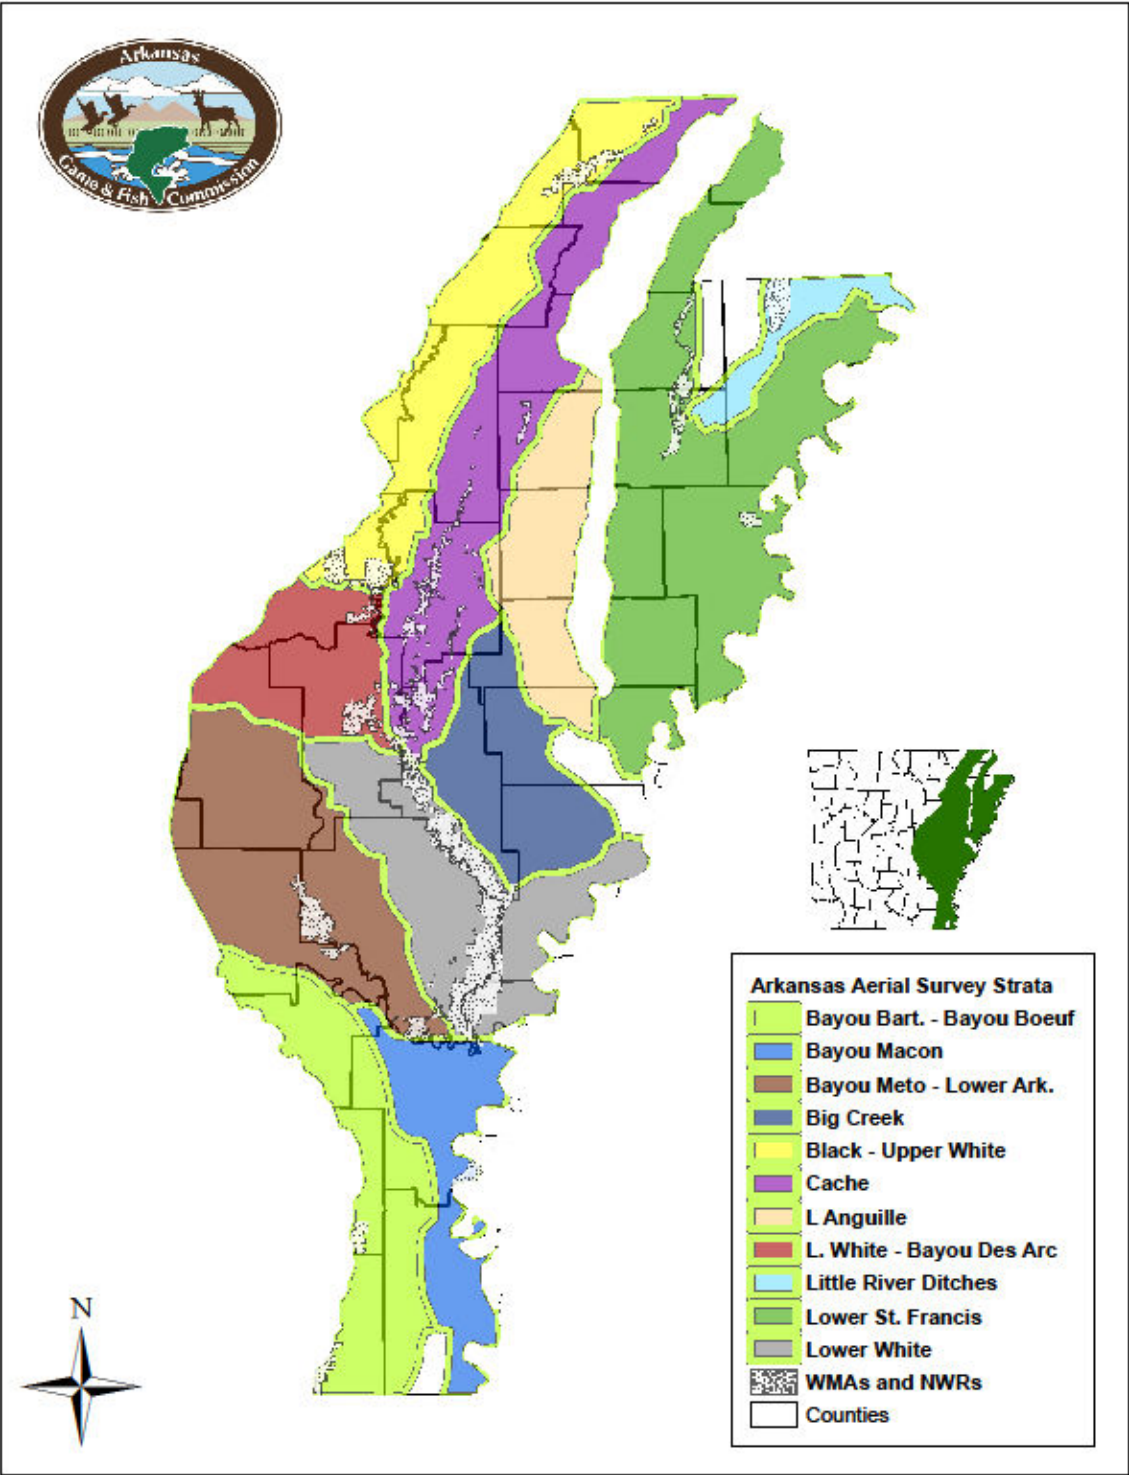 Arkansas
Game & Fish Commission
Arkansas Aerial Survey Strata
Bayou Bart. - Bayou Boeuf
Bayou Macon
Bayou Meto - Lower Ark.
Big Creek
Black - Upper White
Cache
L Anguille
L. White - Bayou Des Arc
Little River Ditches
Lower St. Francis
Lower White
WMAs and NWRs
Counties
N